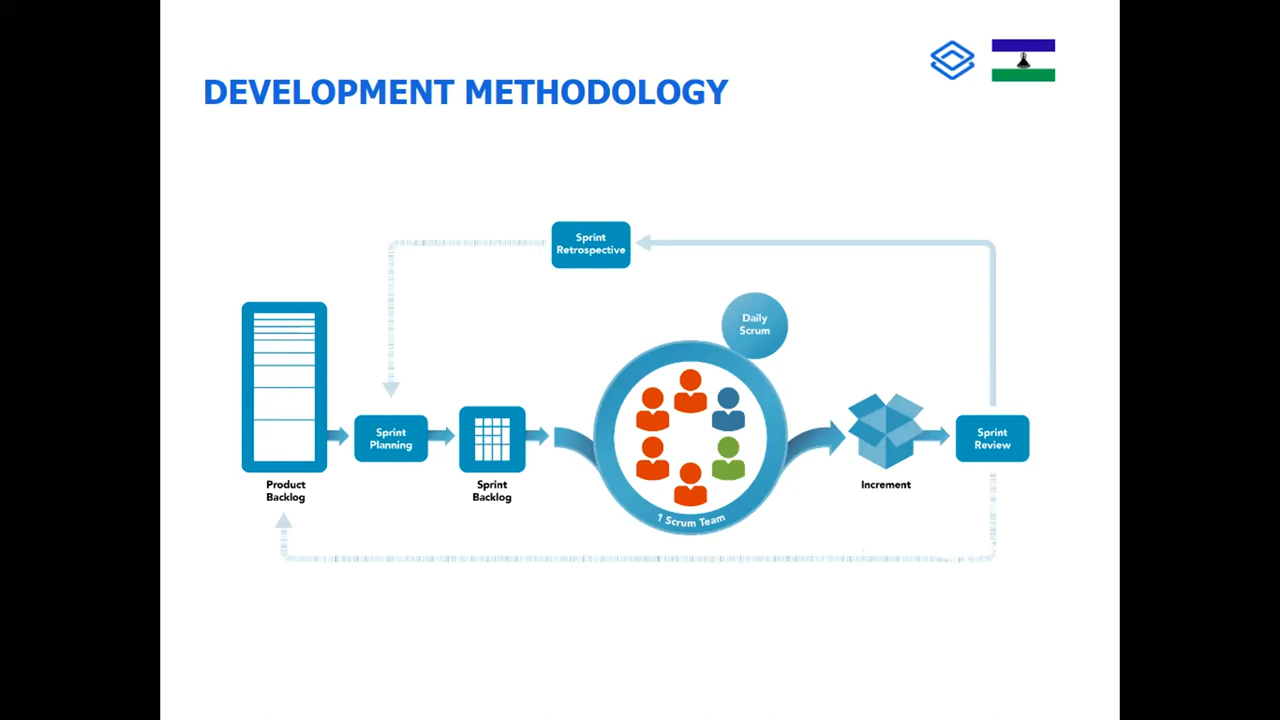 DEVELOPMENT METHODOLOGY
Sprint
Retrospective
Daily
Scrum
Sprint
Planning
Sprint
Review
Product
Backlog
Sprint
Backlog
1 Scrum Team
Increment